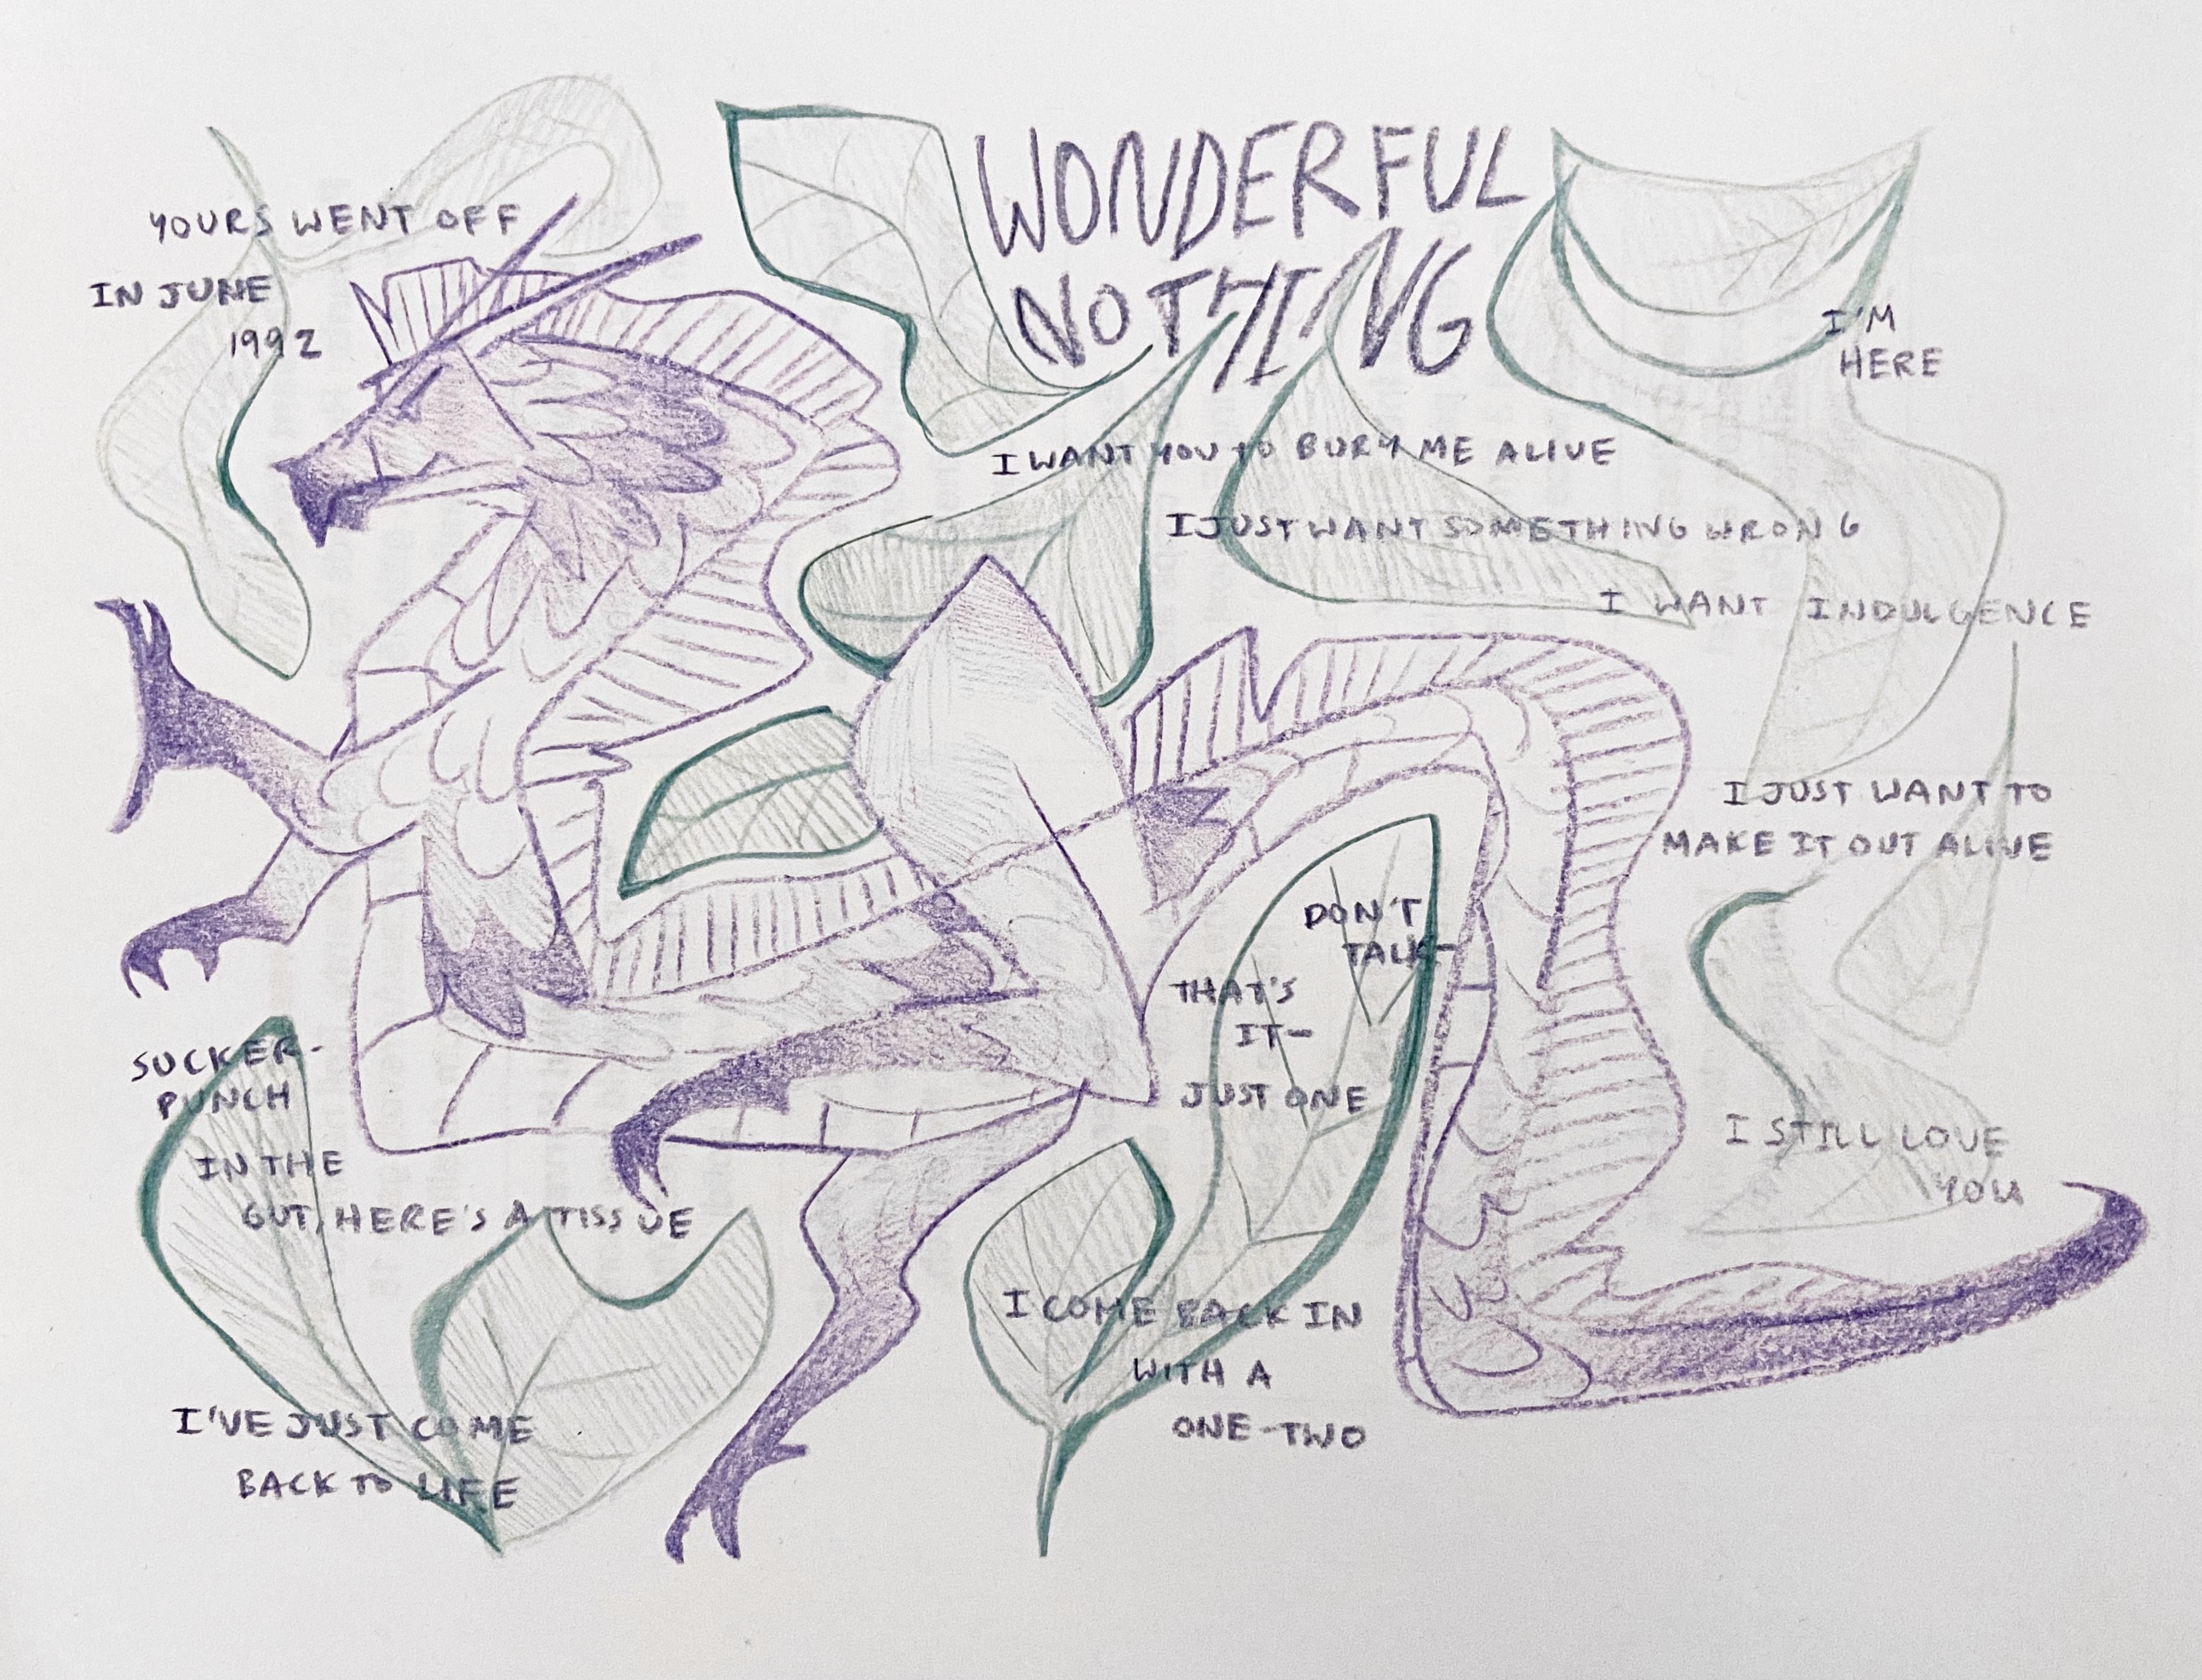 WONDERFUL
NOTHING
YOURS WENT OFF
IN JUNE
1992
I'M
HERE
I WANT YOU TO BURY ME ALIVE
I JUST WANT SOMETHING WRONG
I WANT INDULGENCE
I JUST WANT TO
MAKE IT OUT ALIVE
DON'T
TALK-
THAT'S
IT-
JUST ONE
SUCKER-
PUNCH
IN THE
GUT, HERE'S A TISSUE
I STILL LOVE
YOU
I COME BACK IN
WITH A
ONE-TWO
I'VE JUST COME
BACK TO LIFE